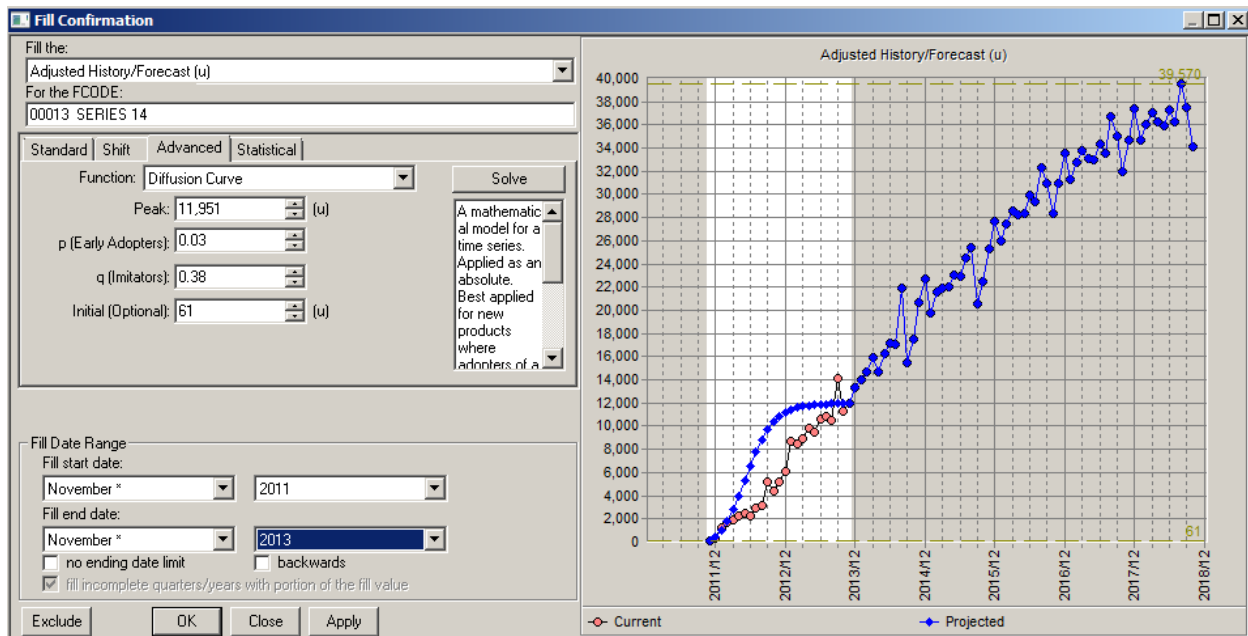 Fill Confirmation
Fill the:
Adjusted History/Forecast (u)
For the FCODE:
00013 SERIES 14
Standard Shift Advanced Statistical
Function: Diffusion Curve
Solve
Peak: 11,951 (u)
p (Early Adopters): 0.03
q (Imitators): 0.38
Initial (Optional): 61 (u)
A mathematic
al model for a
time series.
Applied as an
absolute.
Best applied
for new
products
where
adopters of a
Fill Date Range
Fill start date:
November * 2011
Fill end date:
November * 2013
no ending date limit backwards
fill incomplete quarters/years with portion of the fill value
Exclude OK Close Apply
Adjusted History/Forecast (u)
39,570
40,000
38,000
36,000
34,000
32,000
30,000
28,000
26,000
24,000
22,000
20,000
18,000
16,000
14,000
12,000
10,000
8,000
6,000
4,000
2,000
0
61
2011/12 2012/12 2013/12 2014/12 2015/12 2016/12 2017/12 2018/12
Current Projected